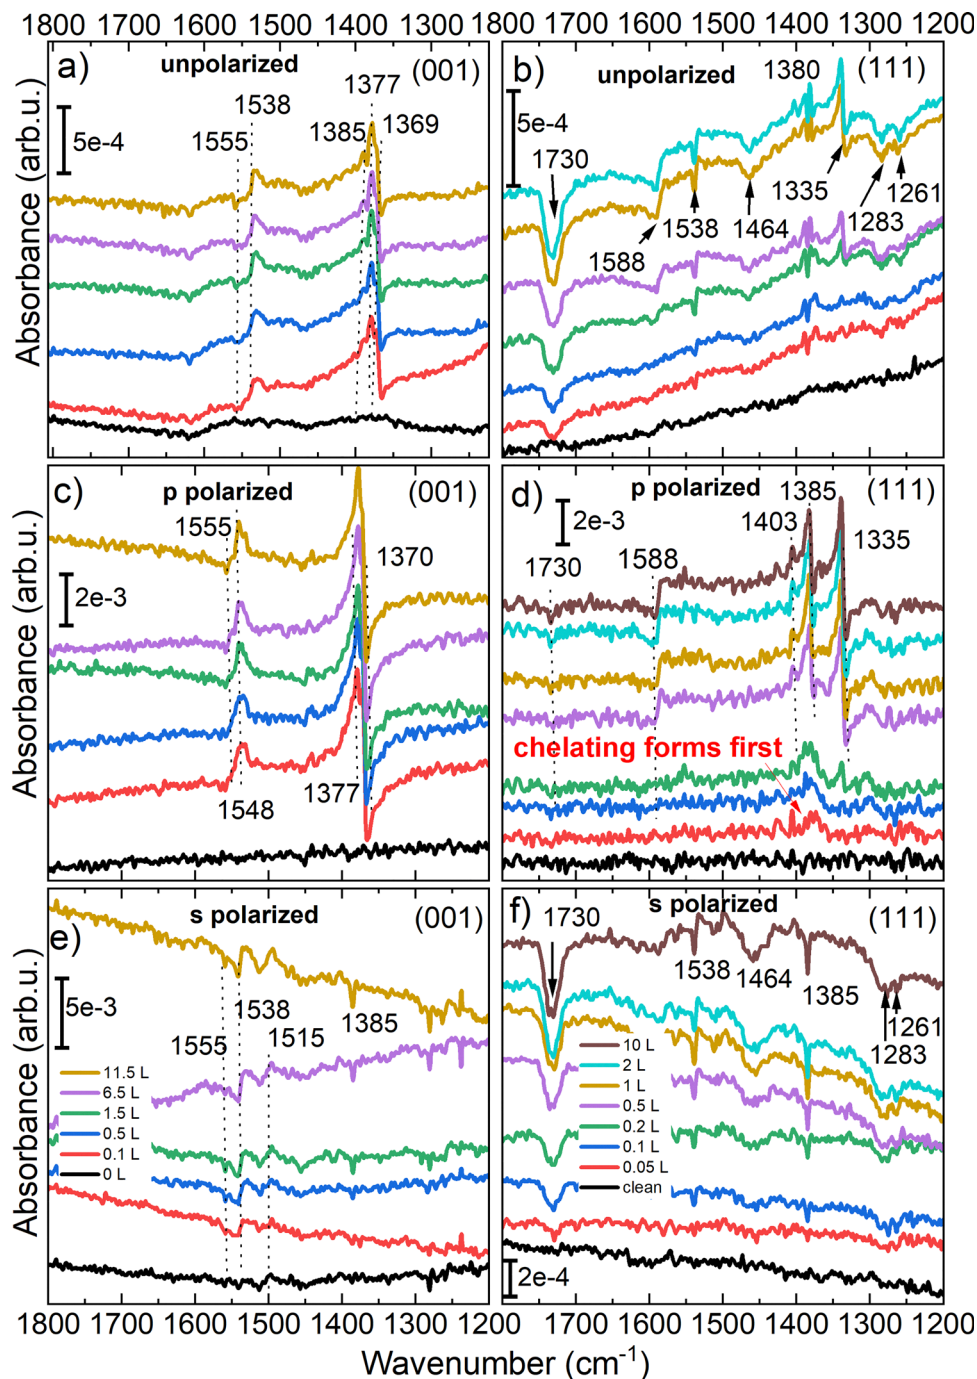 1800 1700 1600 1500 1400 1300
1700 1600 1500 1400 1300 1200
a) unpolarized (001)
1377
1538
1555 1385 1369
5e-4
b) unpolarized 1380 (111)
5e-4
1730
1335
1261
1538 1464 1283
1588
Absorbance (arb.u.)
c) p polarized (001)
1555
1370
2e-3
1548 1377
Absorbance (arb.u.)
d) p polarized 1385 (111)
2e-3
1403
1335
1730 1588
chelating forms first
e) s polarized (001)
5e-3
1538
1555 1515 1385
11.5 L
6.5 L
1.5 L
0.5 L
0.1 L
0 L
Absorbance (arb.u.)
f) 1730 s polarized (111)
1538 1464 1385
1261
1283
10 L
2 L
1 L
0.5 L
0.2 L
0.1 L
0.05 L
clean
2e-4
1800 1700 1600 1500 1400 1300
1700 1600 1500 1400 1300 1200
Wavenumber (cm⁻¹)